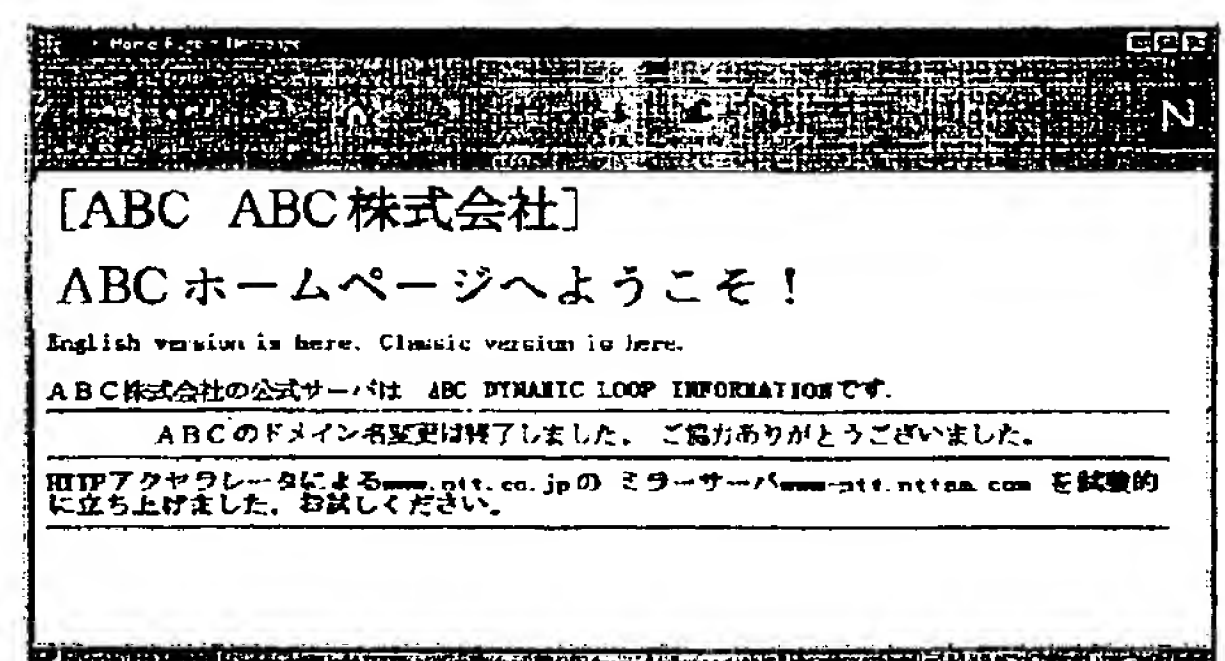 N
[ABC ABC株式会社]
ABCホームページへようこそ!
English version is here. Classic version is here.
ABC株式会社の公式サーバは ABC DYNAMIC LOOP INFORMATIONです.
ABCのドメイン名変更は終了しました。 ご協力ありがとうございました。
HTTPアクセラレータによるwww.ntt.co.jpの ミラーサーバ を試験的
に立ち上げました。お試しください。